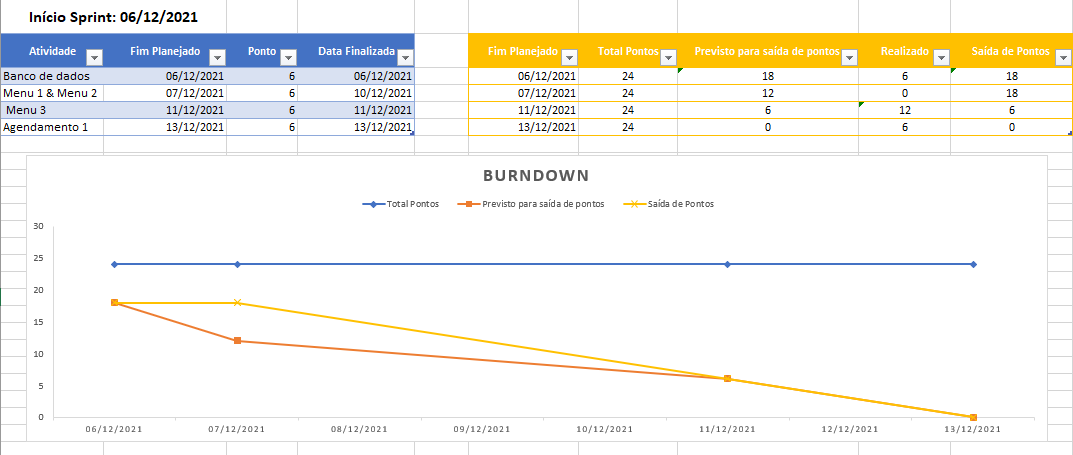 Início Sprint: 06/12/2021
Atividade Fim Planejado Ponto Data Finalizada Fim Planejado Total Pontos Previsto para saída de pontos Realizado Saída de Pontos
Banco de dados 06/12/2021 6 06/12/2021 06/12/2021 24 18 6 18
Menu 1 & Menu 2 07/12/2021 6 10/12/2021 07/12/2021 24 12 0 18
Menu 3 11/12/2021 6 11/12/2021 11/12/2021 24 6 12 6
Agendamento 1 13/12/2021 6 13/12/2021 13/12/2021 24 0 6 0
BURNDOWN
Total Pontos Previsto para saída de pontos Saída de Pontos
30
25
20
15
10
5
0
06/12/2021 07/12/2021 08/12/2021 09/12/2021 10/12/2021 11/12/2021 12/12/2021 13/12/2021